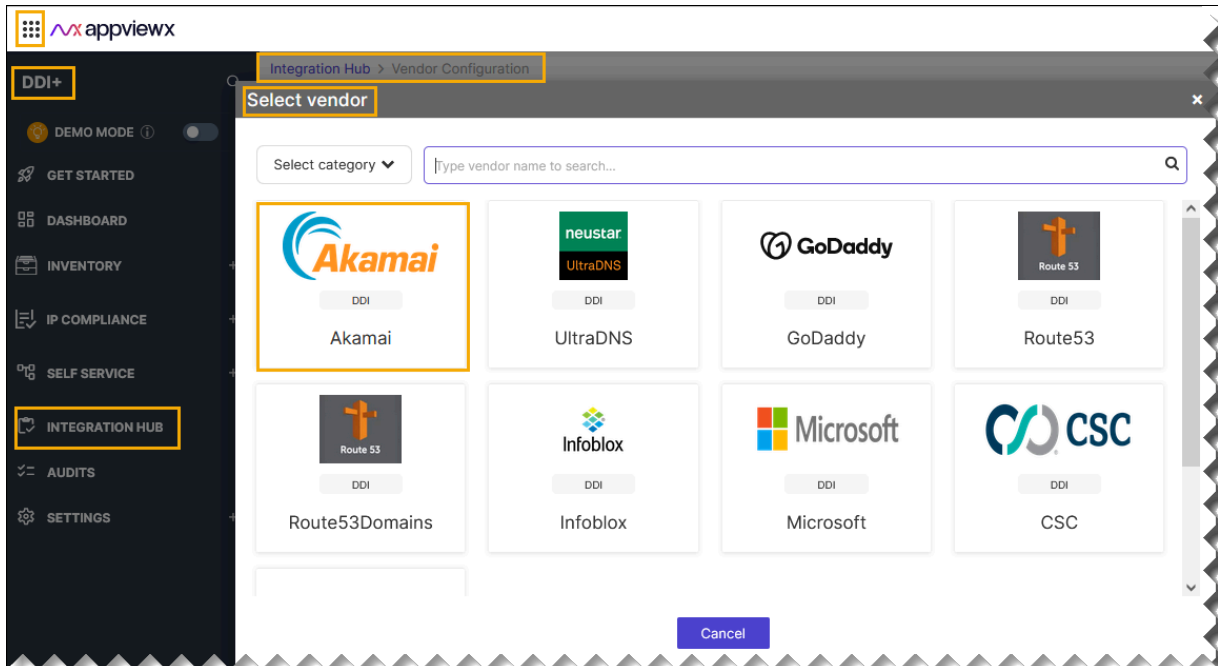 appviewx
DDI+
Integration Hub > Vendor Configuration
Select vendor
×
DEMO MODE
GET STARTED
DASHBOARD
INVENTORY +
IP COMPLIANCE +
SELF SERVICE +
INTEGRATION HUB
AUDITS
SETTINGS +
Select category
Type vendor name to search...
Akamai
DDI
Akamai
neustar
UltraDNS
DDI
UltraDNS
GoDaddy
DDI
GoDaddy
Route 53
DDI
Route53
Route 53
DDI
Route53Domains
Infoblox
DDI
Infoblox
Microsoft
DDI
Microsoft
CSC
DDI
CSC
Cancel